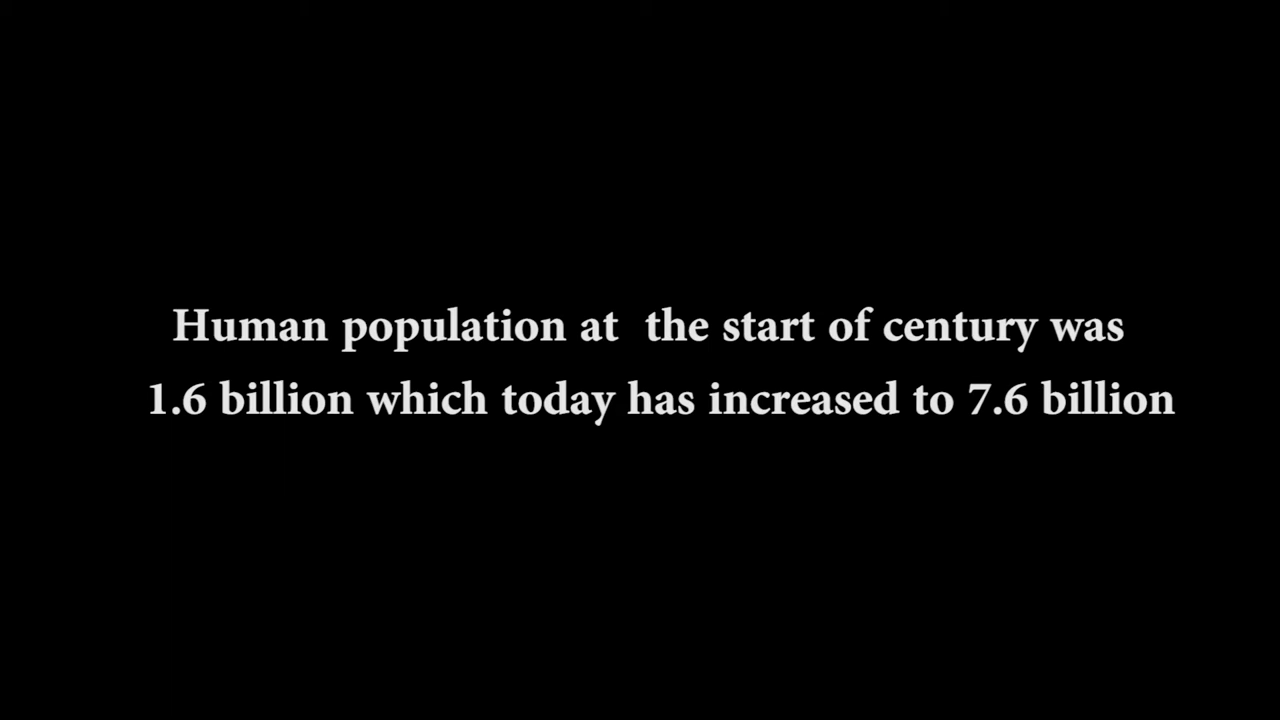 Human population at  the start of century was
1.6 billion which today has increased to 7.6 billion